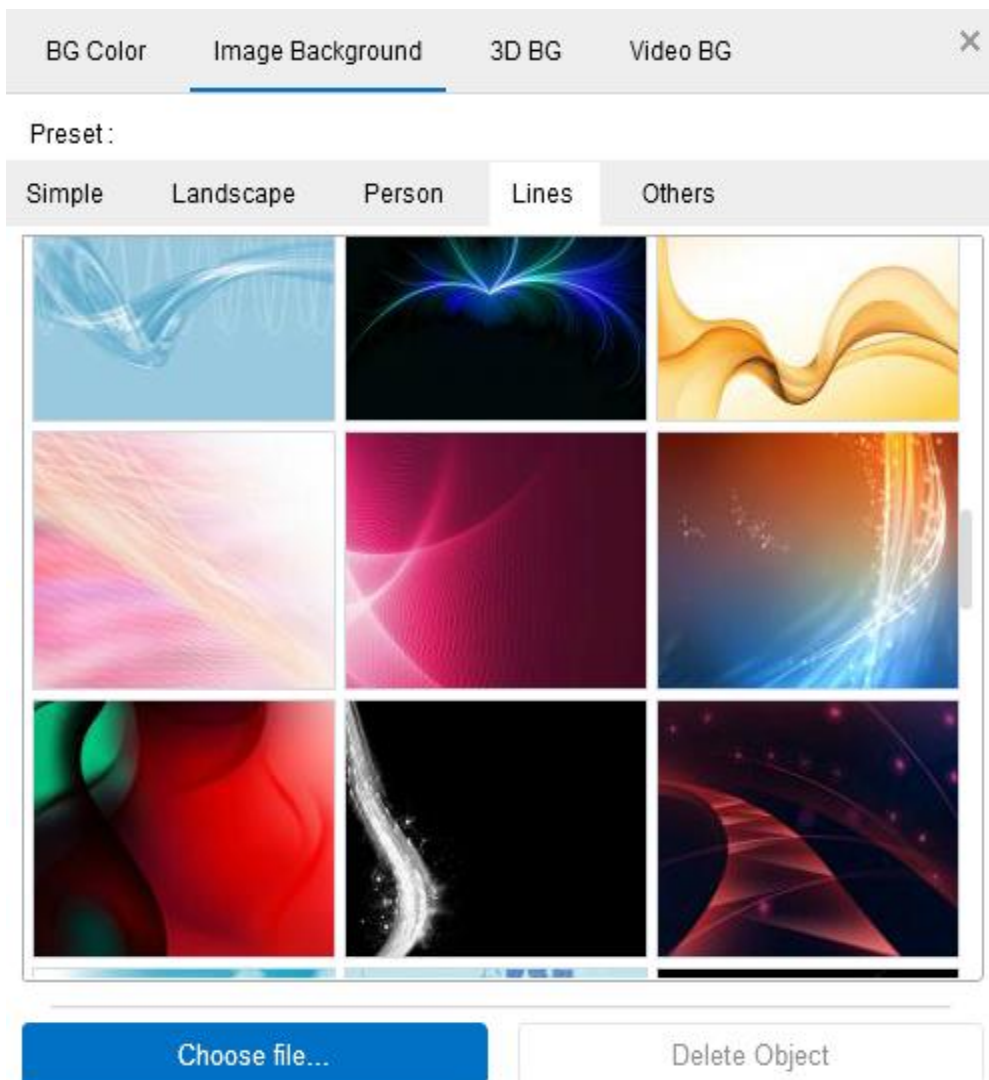 BG Color Image Background 3D BG Video BG ×
Preset :
Simple Landscape Person Lines Others
Choose file... Delete Object